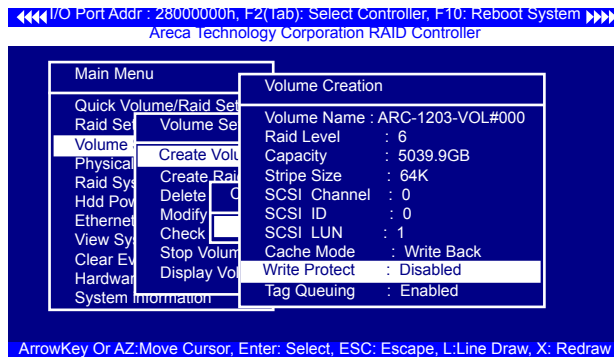 I/O Port Addr : 28000000h, F2(Tab): Select Controller, F10: Reboot System
Areca Technology Corporation RAID Controller
Main Menu
Quick Volume/Raid Set
Raid Set
Volume
Physical
Raid Sys
Hdd Pow
Ethernet
View Sy
Clear Ev
Hardwar
System Information
Volume Se
Create Volu
Create Rai
Delete
Modify
Check
Stop Volum
Display Vol
C
Volume Creation
Volume Name : ARC-1203-VOL#000
Raid Level : 6
Capacity : 5039.9GB
Stripe Size : 64K
SCSI Channel : 0
SCSI ID : 0
SCSI LUN : 1
Cache Mode : Write Back
Write Protect : Disabled
Tag Queuing : Enabled
ArrowKey Or AZ:Move Cursor, Enter: Select, ESC: Escape, L:Line Draw, X: Redraw